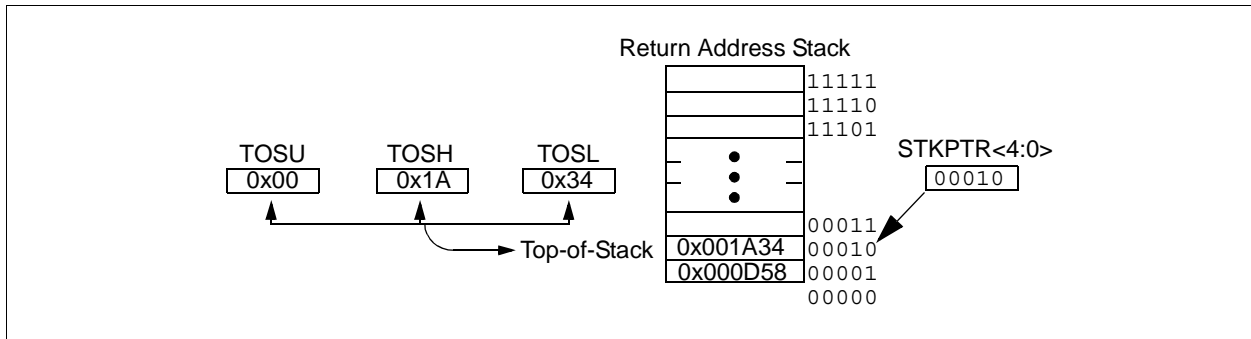 Return Address Stack
11111
11110
11101
TOSU TOSH TOSL
0x00 0x1A 0x34
STKPTR<4:0>
00010
00011
Top-of-Stack 0x001A34 00010
0x000D58 00001
00000